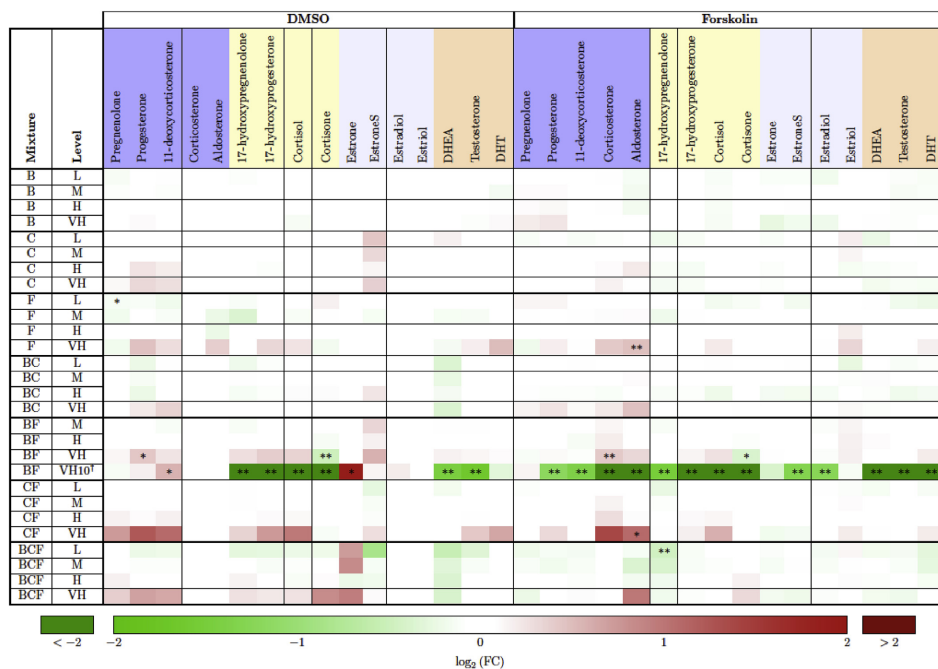 DMSO Forskolin
Mixture Level Pregnenolone Progesterone 11-deoxycorticosterone Corticosterone Aldosterone 17-hydroxypregnenolone 17-hydroxyprogesterone Cortisol Cortisone Estrone EstroneS Estradiol Estriol DHEA Testosterone DHT Pregnenolone Progesterone 11-deoxycorticosterone Corticosterone Aldosterone 17-hydroxypregnenolone 17-hydroxyprogesterone Cortisol Cortisone Estrone EstroneS Estradiol Estriol DHEA Testosterone DHT
B L
B M
B H
B VH
C L
C M
C H
C VH
F L *
F M
F H
F VH **
BC L
BC M
BC H
BC VH
BF M
BF H
BF VH * ** ** *
BF VH10† * ** ** ** ** * ** ** ** ** ** ** ** ** ** ** ** ** ** ** **
CF L
CF M
CF H
CF VH *
BCF L **
BCF M
BCF H
BCF VH
< −2 −2 −1 0 1 2 > 2
log₂ (FC)